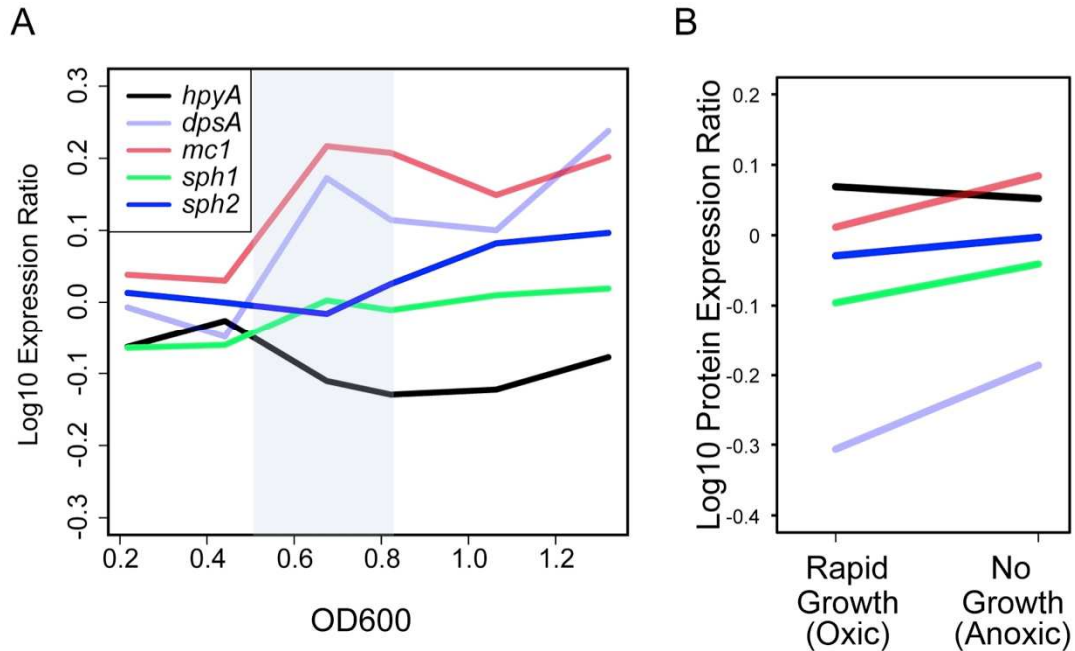 A
Log10 Expression Ratio
0.3
0.2
0.1
0.0
-0.1
-0.2
-0.3
hpyA
dpsA
mc1
sph1
sph2
0.2 0.4 0.6 0.8 1.0 1.2
OD600
B
Log10 Protein Expression Ratio
0.2
0.1
0
-0.1
-0.2
-0.3
-0.4
Rapid
Growth
(Oxic)
No
Growth
(Anoxic)